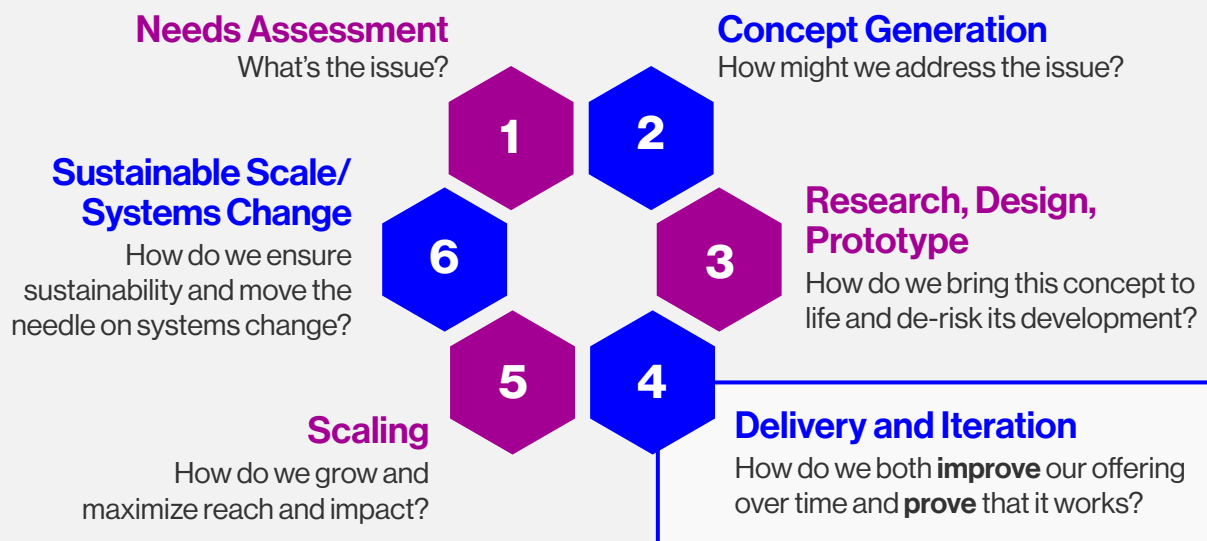 Needs Assessment
What's the issue?
1
2
Concept Generation
How might we address the issue?
3
Research, Design,
Prototype
How do we bring this concept to
life and de-risk its development?
4
Delivery and Iteration
How do we both improve our offering
over time and prove that it works?
5
Scaling
How do we grow and
maximize reach and impact?
6
Sustainable Scale/
Systems Change
How do we ensure
sustainability and move the
needle on systems change?